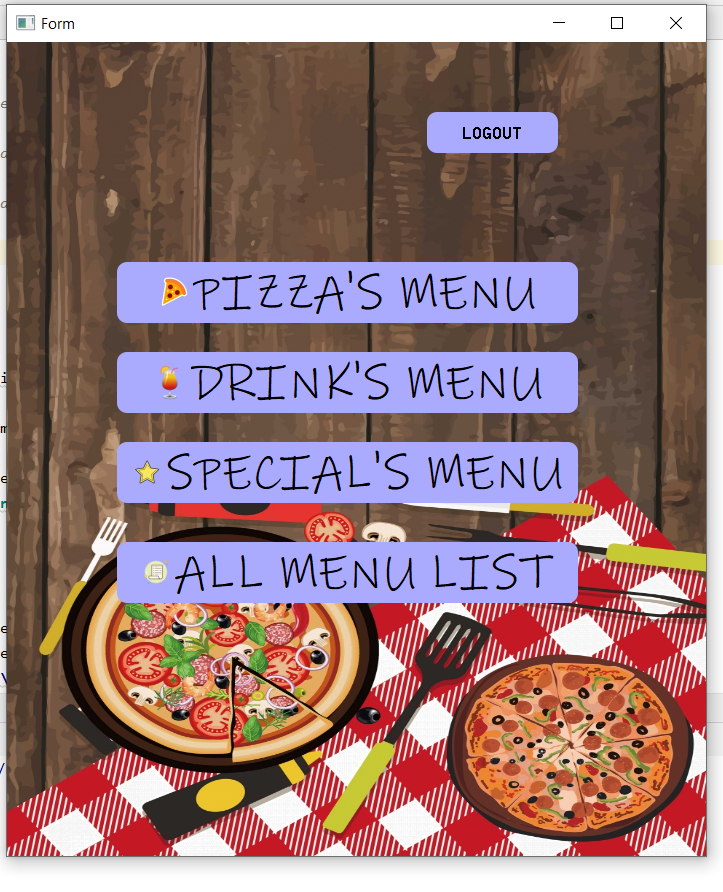 Form
LOGOUT
PIZZA'S MENU
DRINK'S MENU
SPECIAL'S MENU
ALL MENU LIST